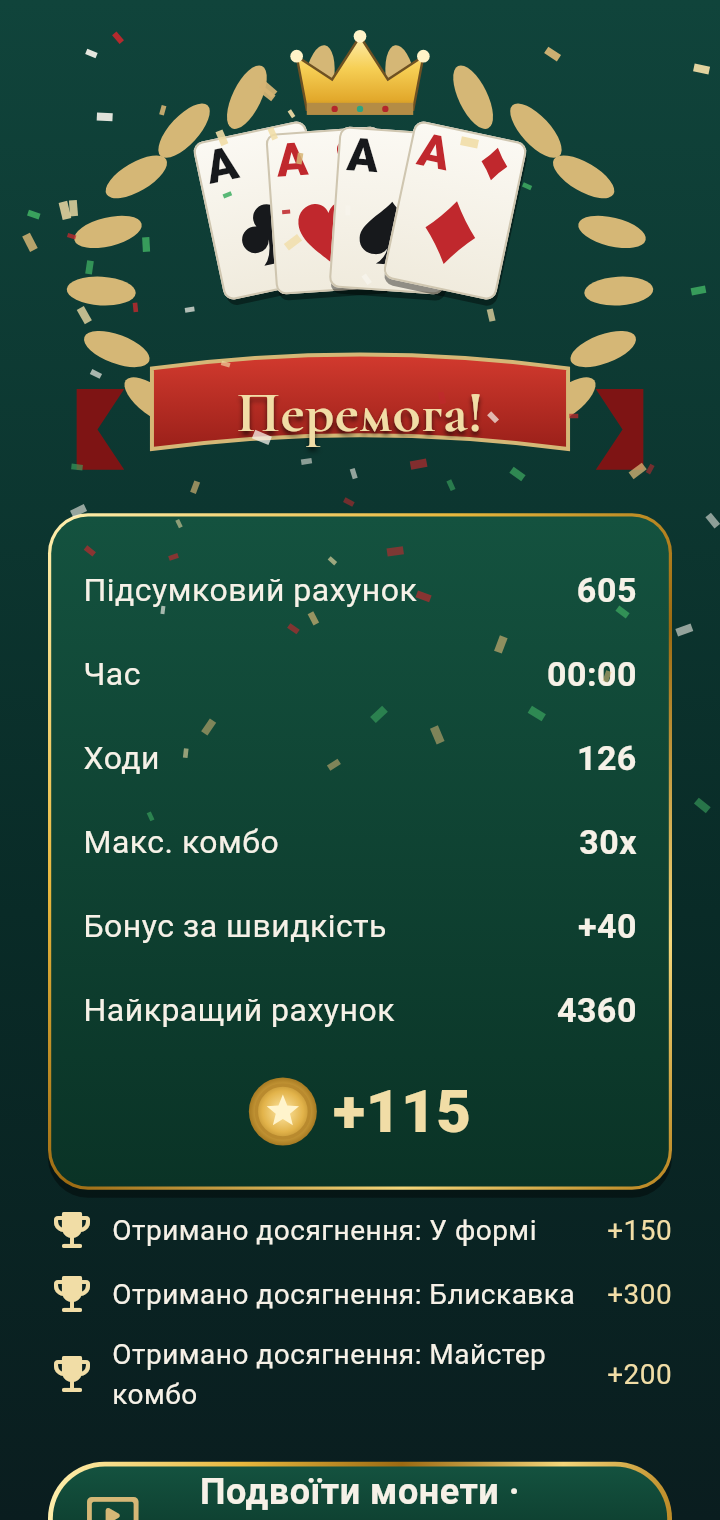 A A A A
Перемога!
Підсумковий рахунок 605
Час 00:00
Ходи 126
Макс. комбо 30x
Бонус за швидкість +40
Найкращий рахунок 4360
+115
Отримано досягнення: У формі +150
Отримано досягнення: Блискавка +300
Отримано досягнення: Майстер
комбо +200
Подвоїти монети ·